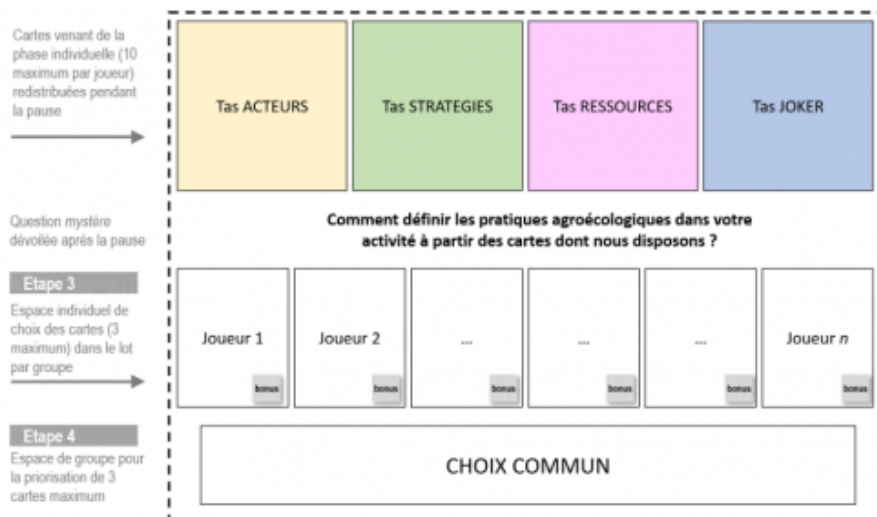 Cartes venant de la
phase individuelle (10
maximum par joueur)
redistribuées pendant
la pause
Tas ACTEURS
Tas STRATEGIES
Tas RESSOURCES
Tas JOKER
Question mystère
dévoilée après la pause
Comment définir les pratiques agroécologiques dans votre
activité à partir des cartes dont nous disposons ?
Etape 3
Espace individuel de
choix des cartes (3
maximum) dans le lot
par groupe
Joueur 1
Joueur 2
...
...
...
Joueur n
bonus
bonus
bonus
bonus
bonus
bonus
Etape 4
Espace de groupe pour
la priorisation de 3
cartes maximum
CHOIX COMMUN